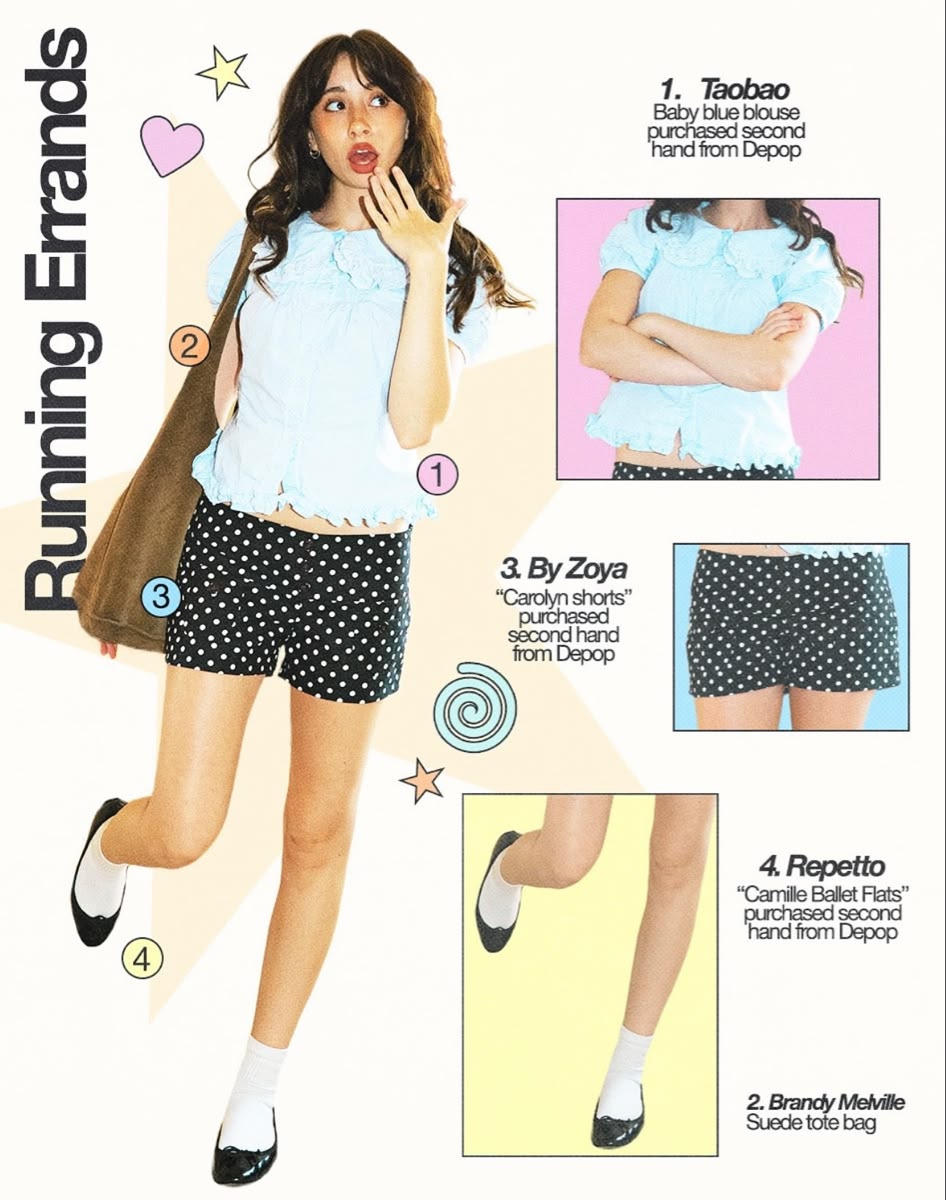 Running Errands
1. Taobao
Baby blue blouse
purchased second
hand from Depop
2
1
3. By Zoya
“Carolyn shorts”
purchased
second hand
from Depop
3
4. Repetto
“Camille Ballet Flats”
purchased second
hand from Depop
4
2. Brandy Melville
Suede tote bag